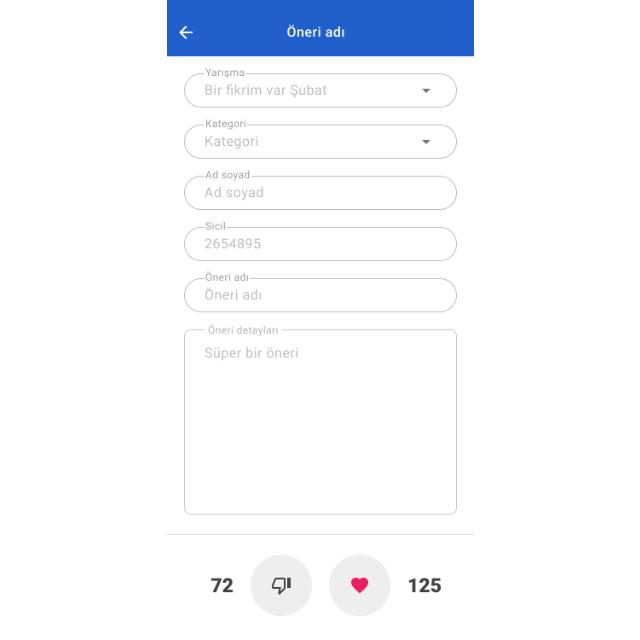 Öneri adı
Yarışma
Bir fikrim var Şubat
Kategori
Kategori
Ad soyad
Ad soyad
Sicil
2654895
Öneri adı
Öneri adı
Öneri detayları
Süper bir öneri
72 125